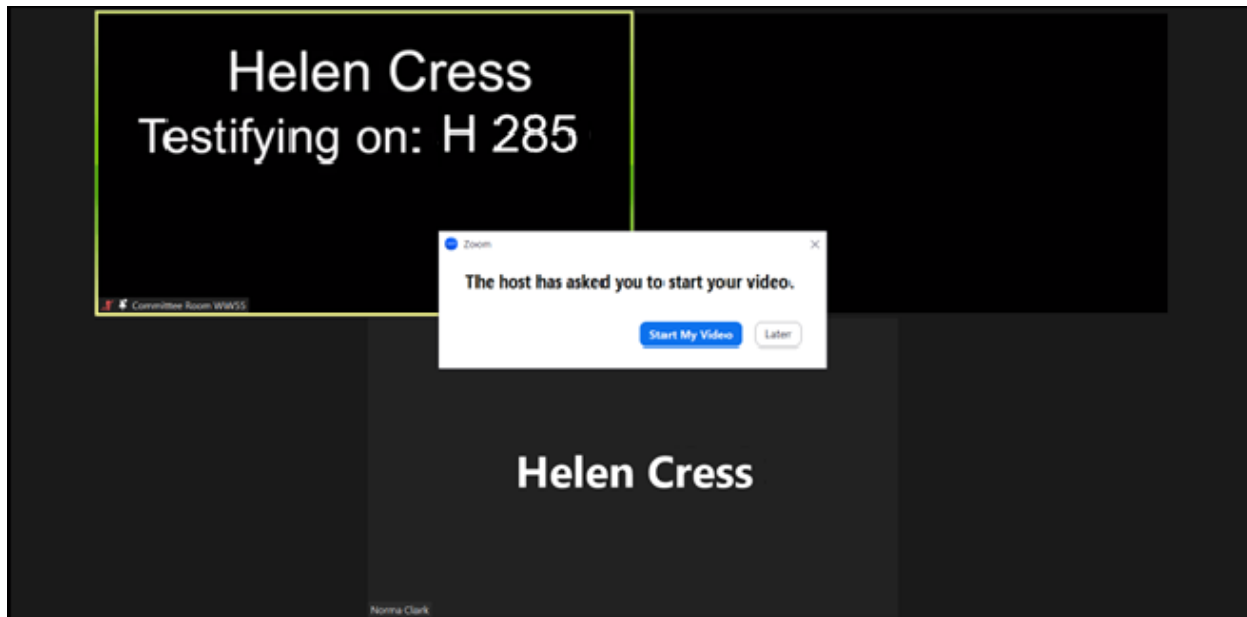 Helen Cress
Testifying on: H 285
Committee Room WW55
Zoom
The host has asked you to start your video.
Start My Video
Later
Helen Cress
Norma Clark